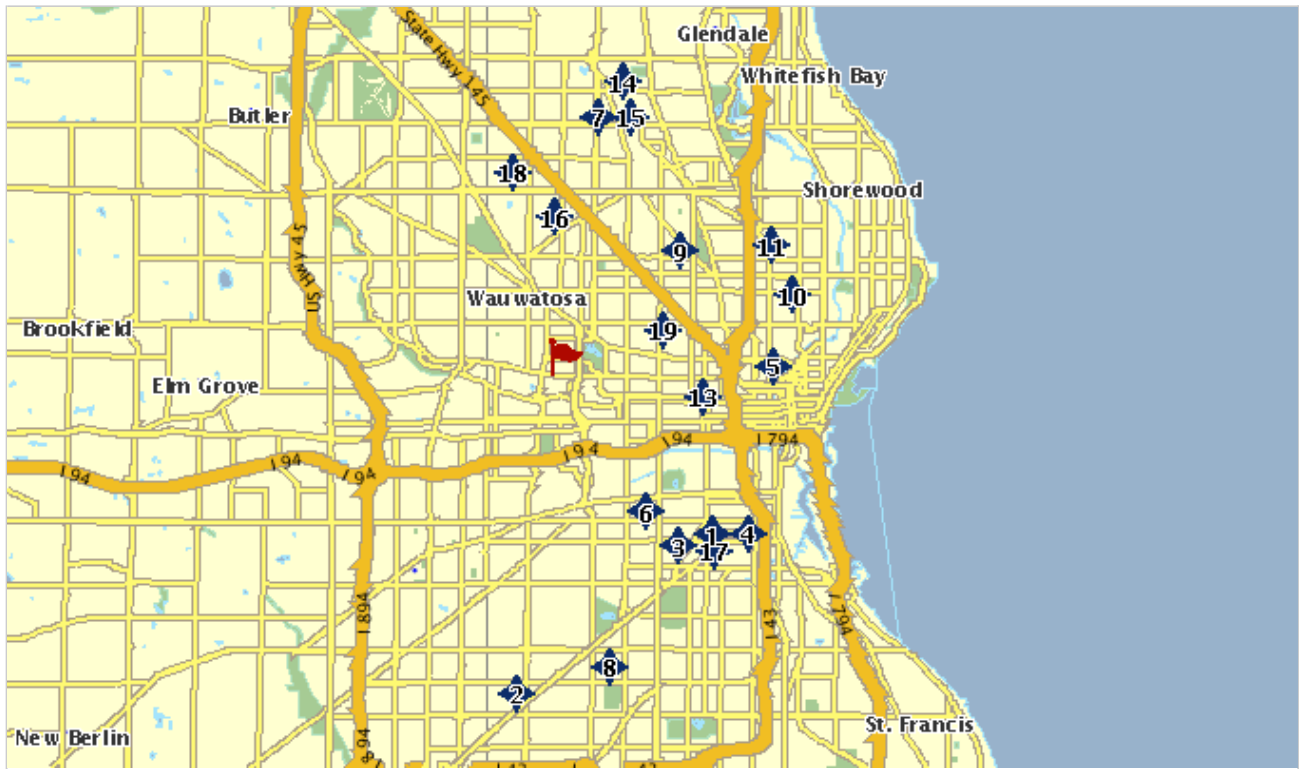 Glendale
State Hwy 145
Whitefish Bay
14
Butler
7
15
18
Shorewood
16
US Hwy 45
9
11
10
Wauwatosa
Brookfield
19
5
Elm Grove
13
I 94
I 794
I 94
I 94
I 94
I 94
6
1
4
3
17
I 894
I 794
I 43
8
2
St. Francis
New Berlin